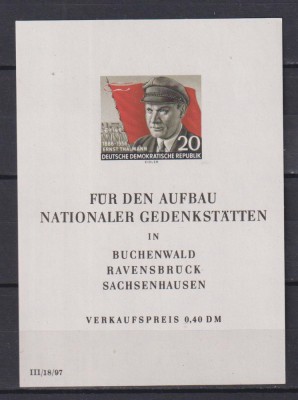 20
1886-1956
ERNST THÄLMANN
DEUTSCHE DEMOKRATISCHE REPUBLIK
FÜR DEN AUFBAU
NATIONALER GEDENKSTÄTTEN
IN
BUCHENWALD
RAVENSBRÜCK
SACHSENHAUSEN
VERKAUFSPREIS 0,40 DM
III/18/97